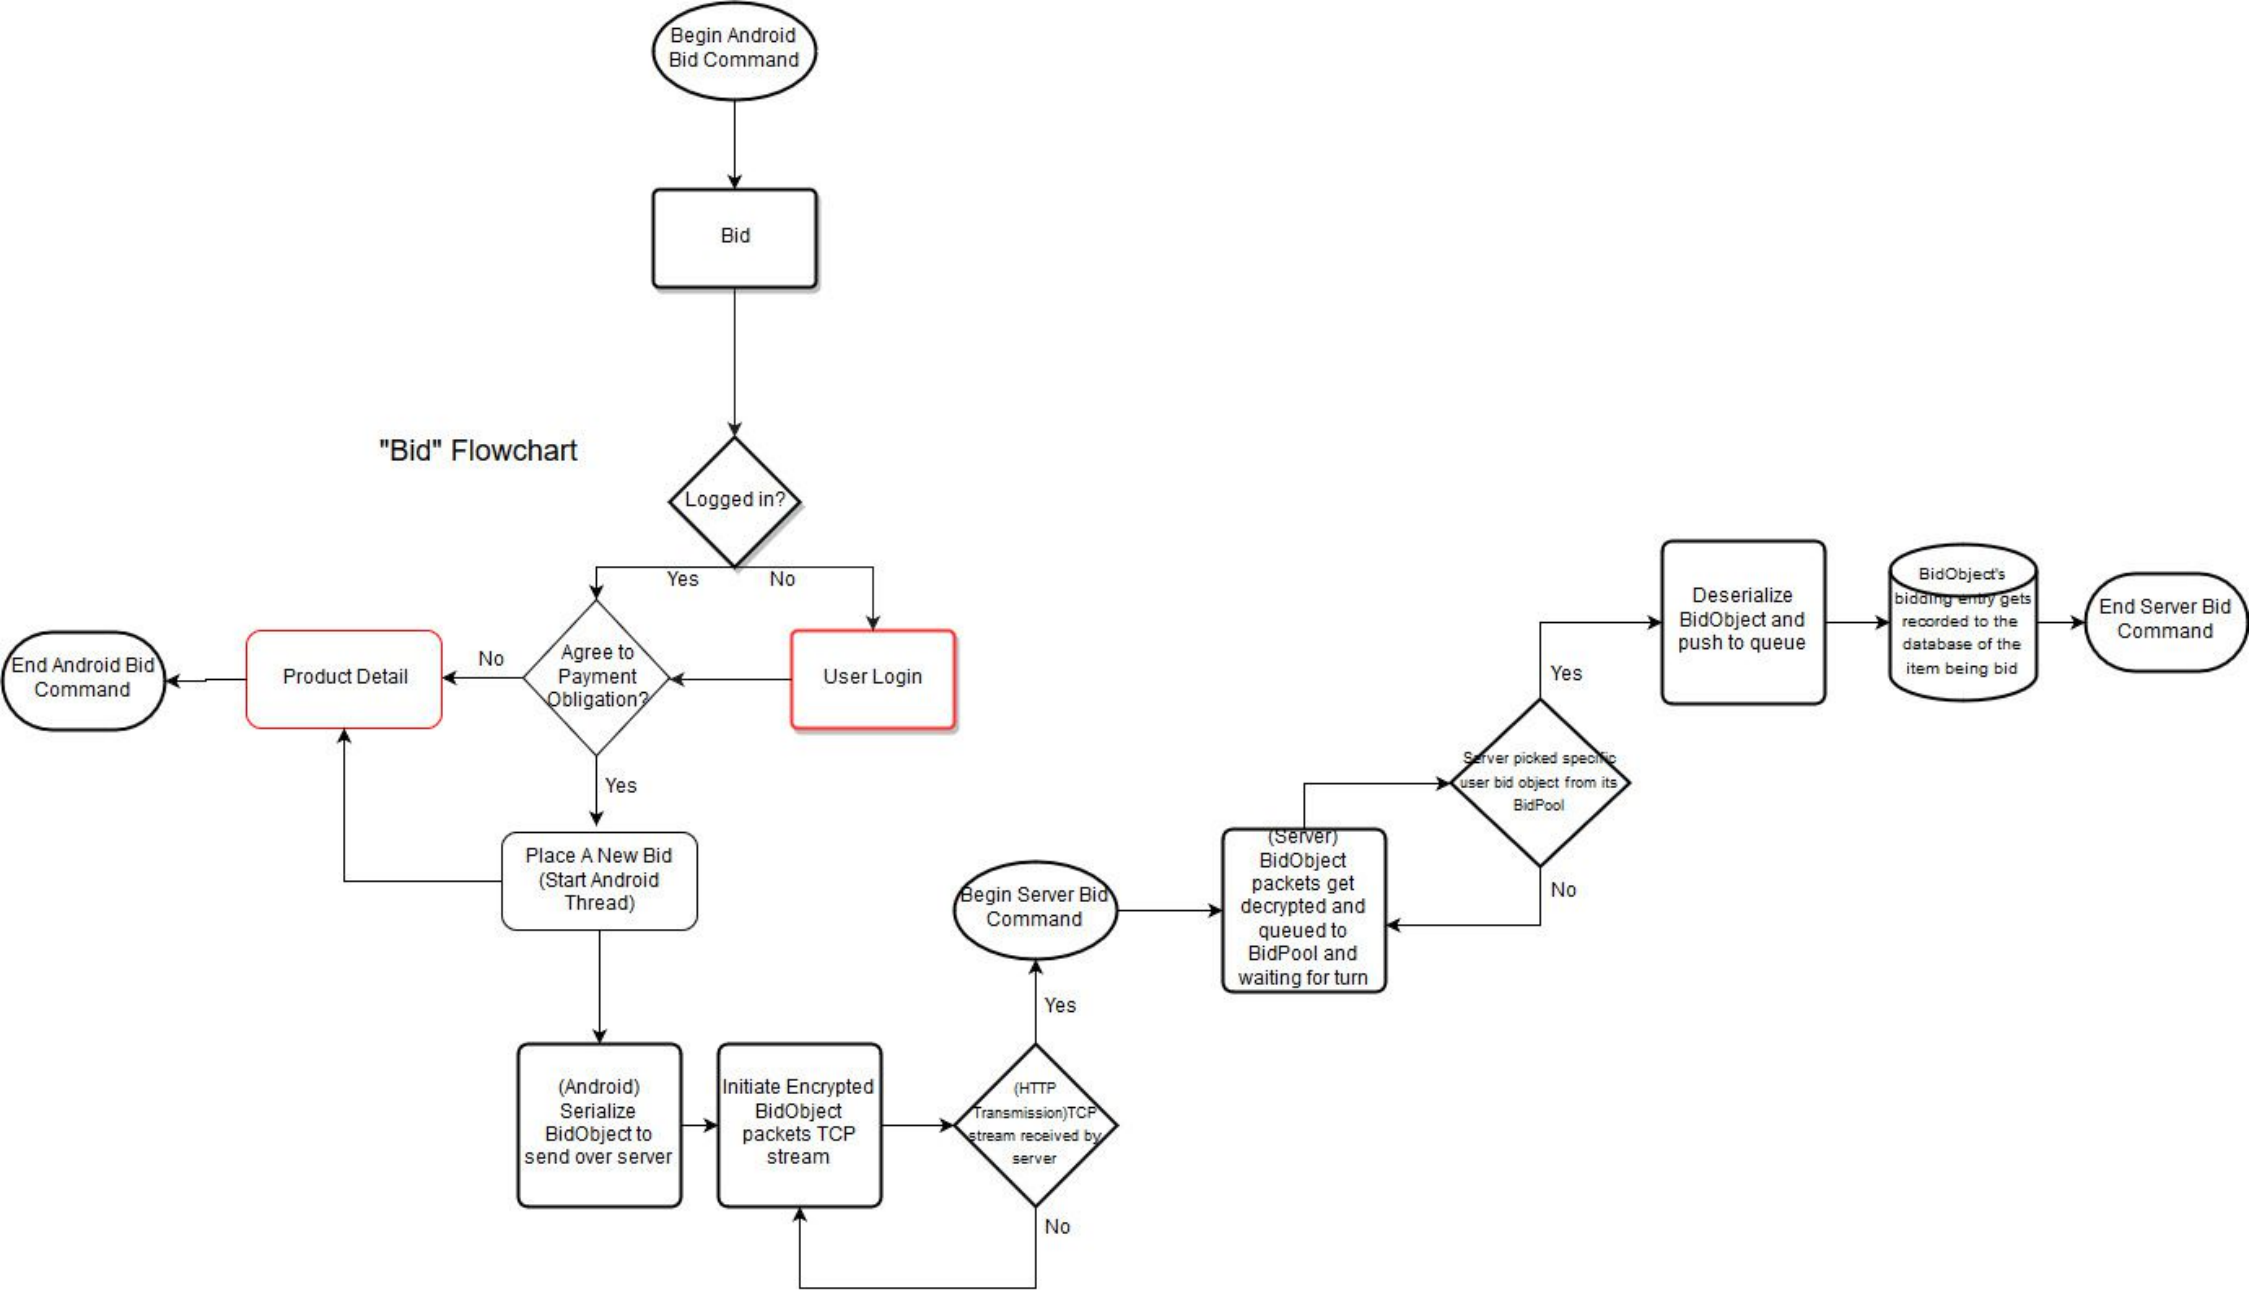 Begin Android
Bid Command
Bid
"Bid" Flowchart
Logged in?
Yes
No
End Android Bid
Command
Product Detail
No
Agree to
Payment
Obligation?
User Login
Yes
Place A New Bid
(Start Android
Thread)
(Android)
Serialize
BidObject to
send over server
Initiate Encrypted
BidObject
packets TCP
stream
(HTTP
Transmission)TCP
stream received by
server
No
Yes
Begin Server Bid
Command
(Server)
BidObject
packets get
decrypted and
queued to
BidPool and
waiting for turn
Server picked specific
user bid object from its
BidPool
No
Yes
Deserialize
BidObject and
push to queue
BidObject's
bidding entry gets
recorded to the
database of the
item being bid
End Server Bid
Command